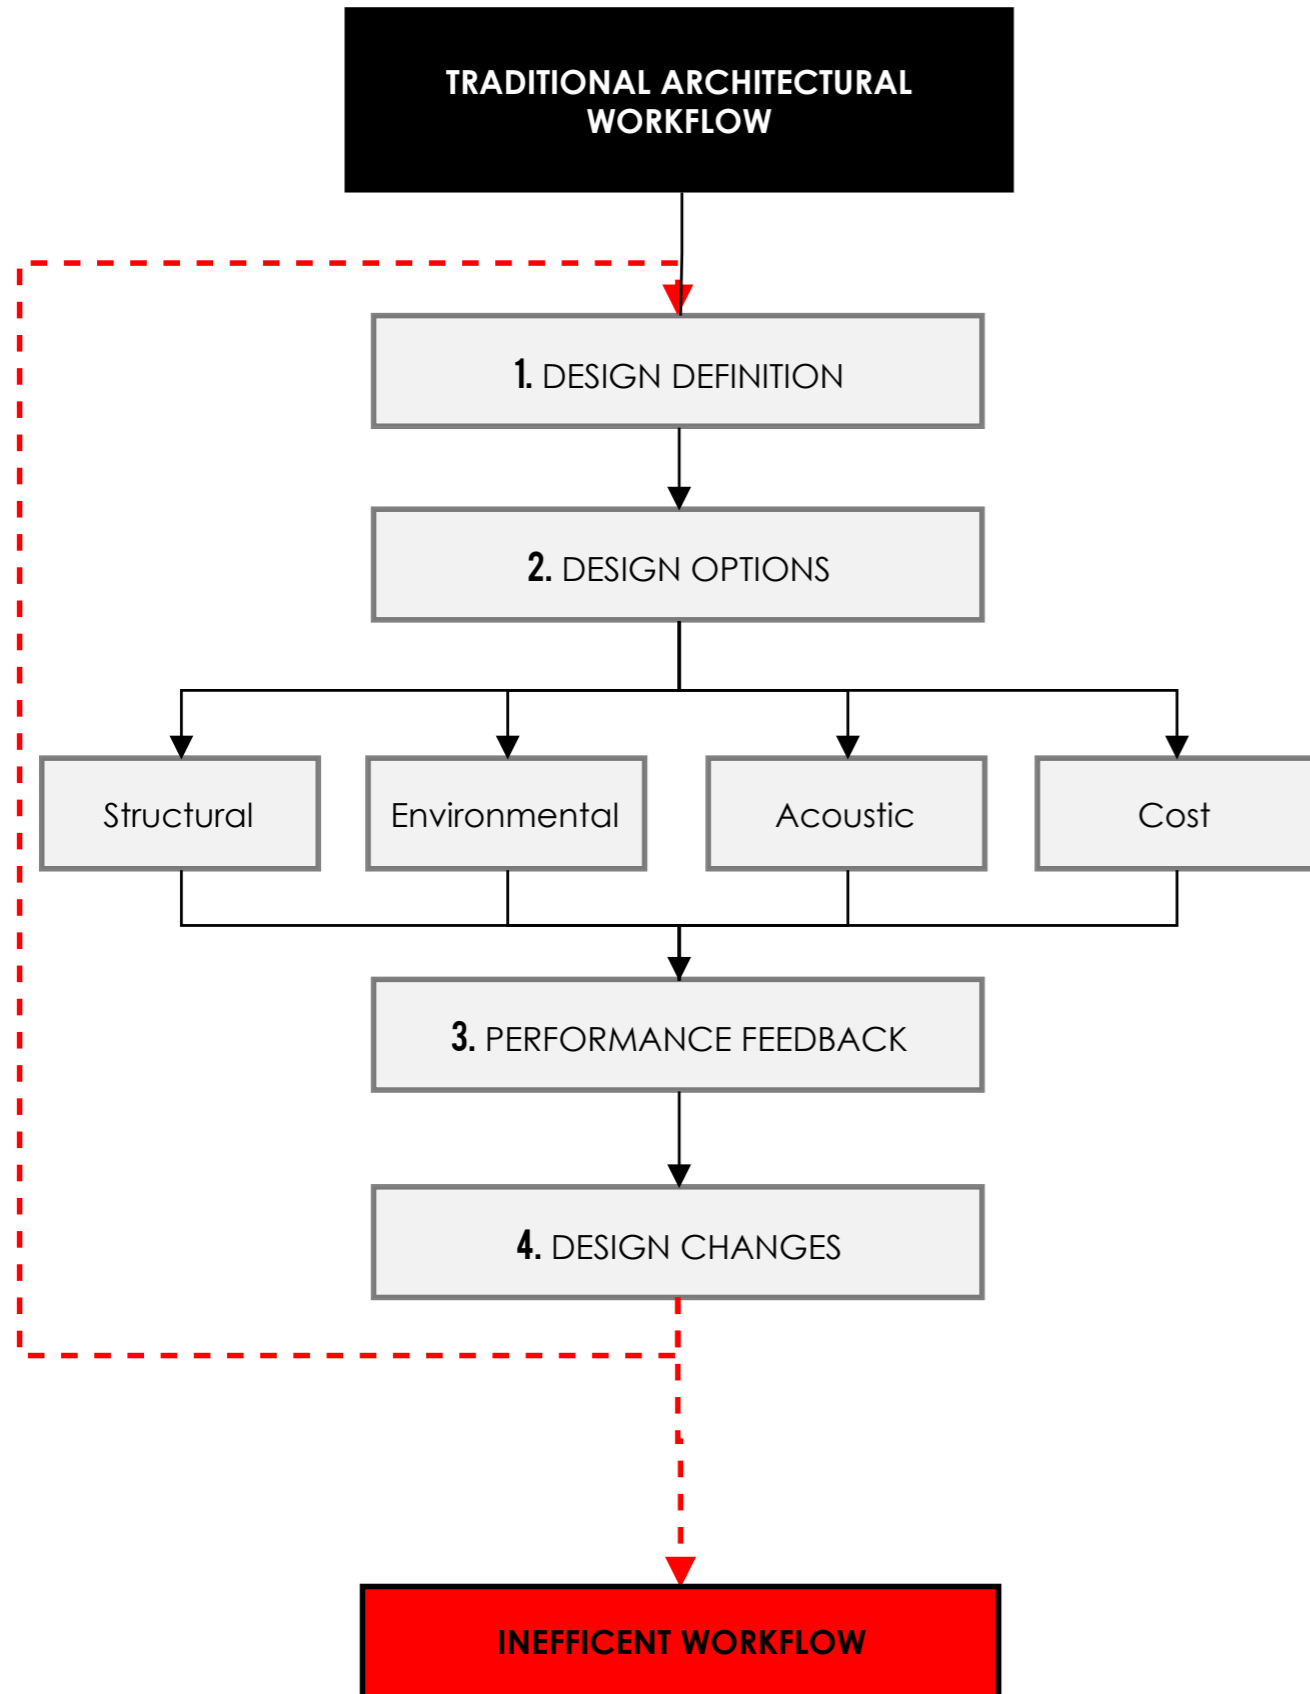 TRADITIONAL ARCHITECTURAL
WORKFLOW
1. DESIGN DEFINITION
2. DESIGN OPTIONS
Structural
Environmental
Acoustic
Cost
3. PERFORMANCE FEEDBACK
4. DESIGN CHANGES
INEFFICENT WORKFLOW